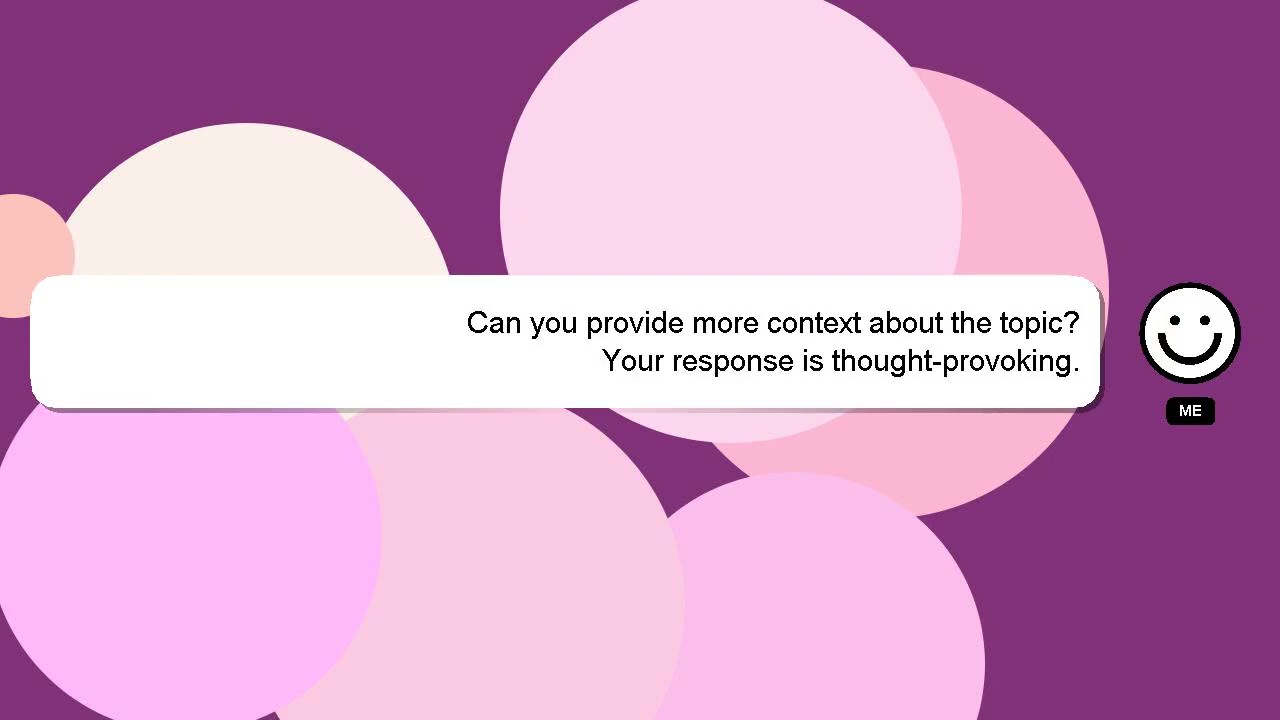 Can you provide more context about the topic?
Your response is thought-provoking.
ME